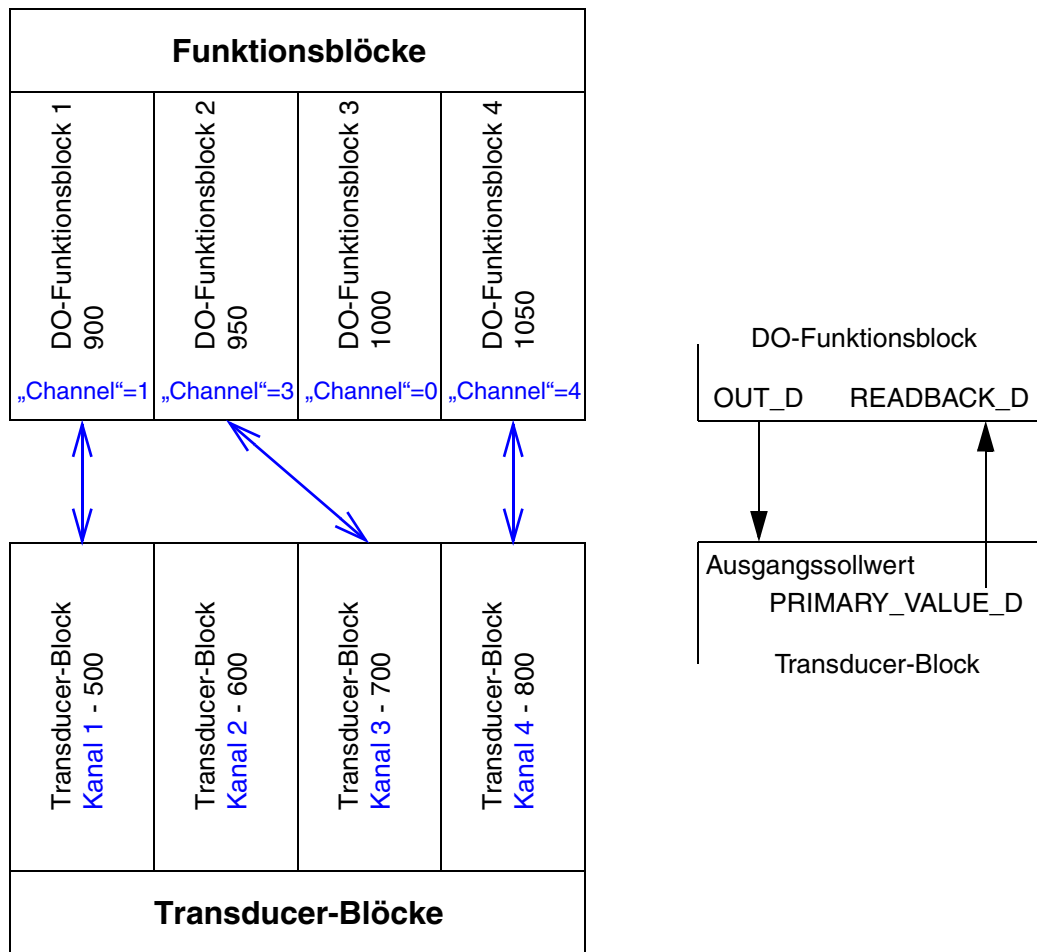 Funktionsblöcke
DO-Funktionsblock 1
900
„Channel“=1
DO-Funktionsblock 2
950
„Channel“=3
DO-Funktionsblock 3
1000
„Channel“=0
DO-Funktionsblock 4
1050
„Channel“=4
Transducer-Block
Kanal 1 - 500
Transducer-Block
Kanal 2 - 600
Transducer-Block
Kanal 3 - 700
Transducer-Block
Kanal 4 - 800
Transducer-Blöcke
DO-Funktionsblock
OUT_D READBACK_D
Ausgangssollwert
PRIMARY_VALUE_D
Transducer-Block